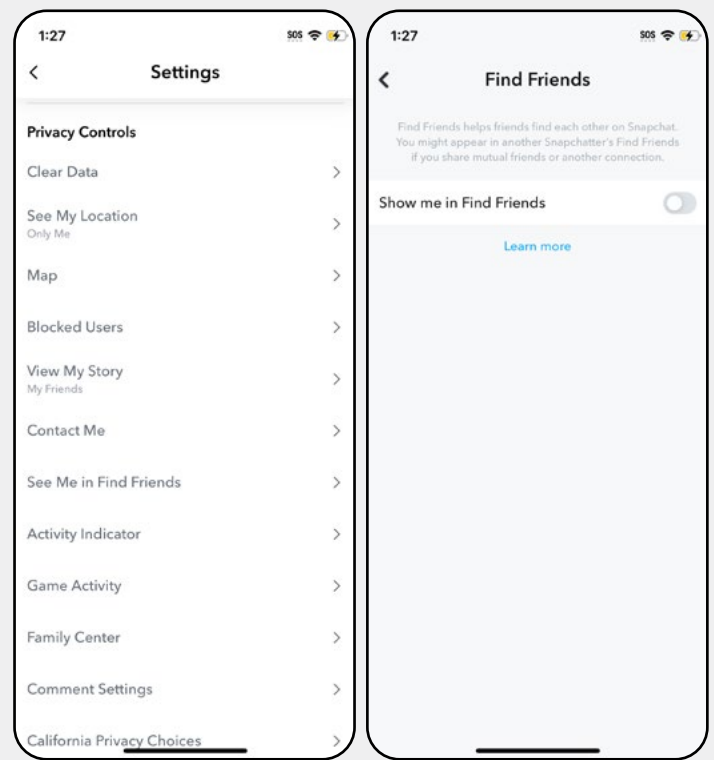 1:27
SOS
Settings
Privacy Controls
Clear Data
See My Location
Only Me
Map
Blocked Users
View My Story
My Friends
Contact Me
See Me in Find Friends
Activity Indicator
Game Activity
Family Center
Comment Settings
California Privacy Choices
1:27
SOS
Find Friends
Find Friends helps friends find each other on Snapchat.
You might appear in another Snapchatter's Find Friends
if you share mutual friends or another connection.
Show me in Find Friends
Learn more